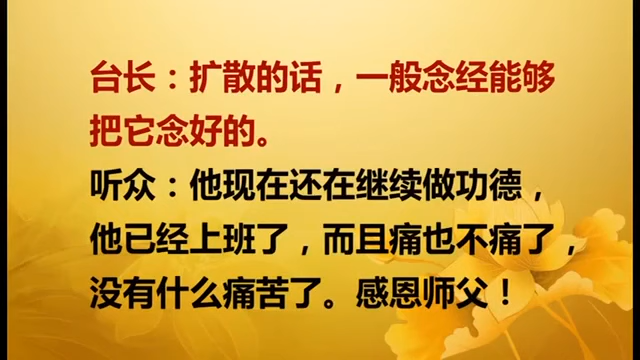 台长：扩散的话，一般念经能够
把它念好的。
听众：他现在还在继续做功德，
他已经上班了，而且痛也不痛了，
没有什么痛苦了。感恩师父！